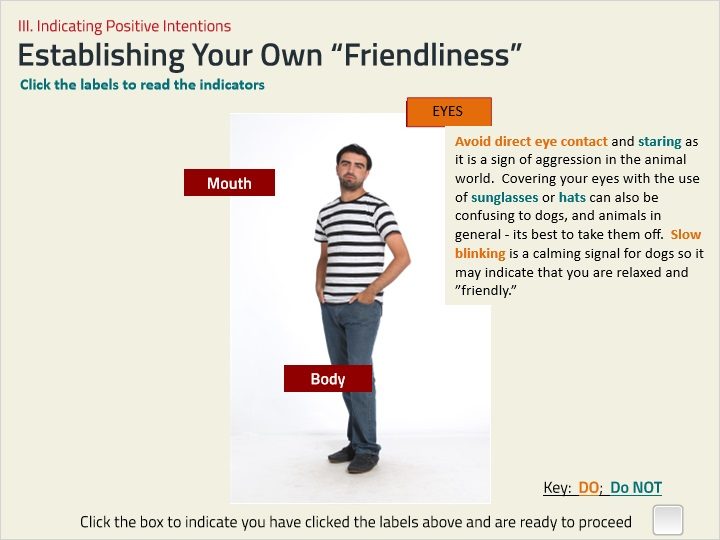 III. Indicating Positive Intentions
Establishing Your Own “Friendliness”
Click the labels to read the indicators
EYES
Avoid direct eye contact and staring as
it is a sign of aggression in the animal
world.  Covering your eyes with the use
of sunglasses or hats can also be
confusing to dogs, and animals in
general - its best to take them off.  Slow
blinking is a calming signal for dogs so it
may indicate that you are relaxed and
”friendly.”
Mouth
Body
Key:  DO;  Do NOT
Click the box to indicate you have clicked the labels above and are ready to proceed